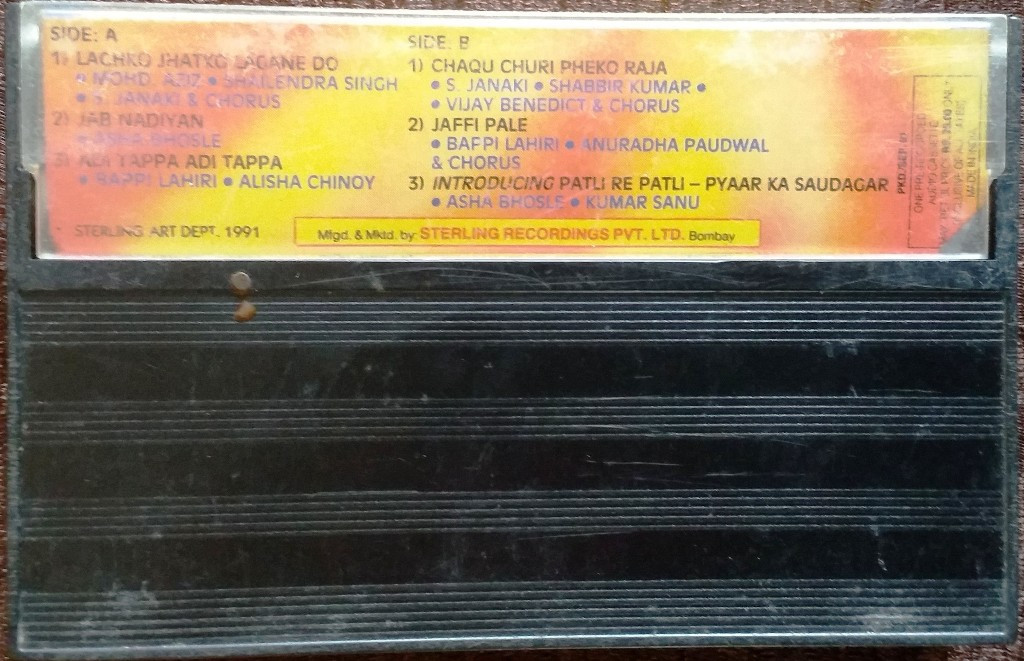 SIDE: A
1) LACHKO JHATKO LAGANE DO
• MOHD. AZIZ • SHAILENDRA SINGH
• S. JANAKI & CHORUS
2) JAB NADIYAN
• ASHA BHOSLE
3) ADI TAPPA ADI TAPPA
• BAPPI LAHIRI • ALISHA CHINOY
STERLING ART DEPT. 1991
SIDE: B
1) CHAQU CHURI PHEKO RAJA
• S. JANAKI • SHABBIR KUMAR •
• VIJAY BENEDICT & CHORUS
2) JAFFI PALE
• BAPPI LAHIRI • ANURADHA PAUDWAL
& CHORUS
3) INTRODUCING PATLI RE PATLI – PYAAR KA SAUDAGAR
• ASHA BHOSLE • KUMAR SANU
Mfgd. & Mktd. by: STERLING RECORDINGS PVT. LTD. Bombay
PKD.
MADE IN INDIA